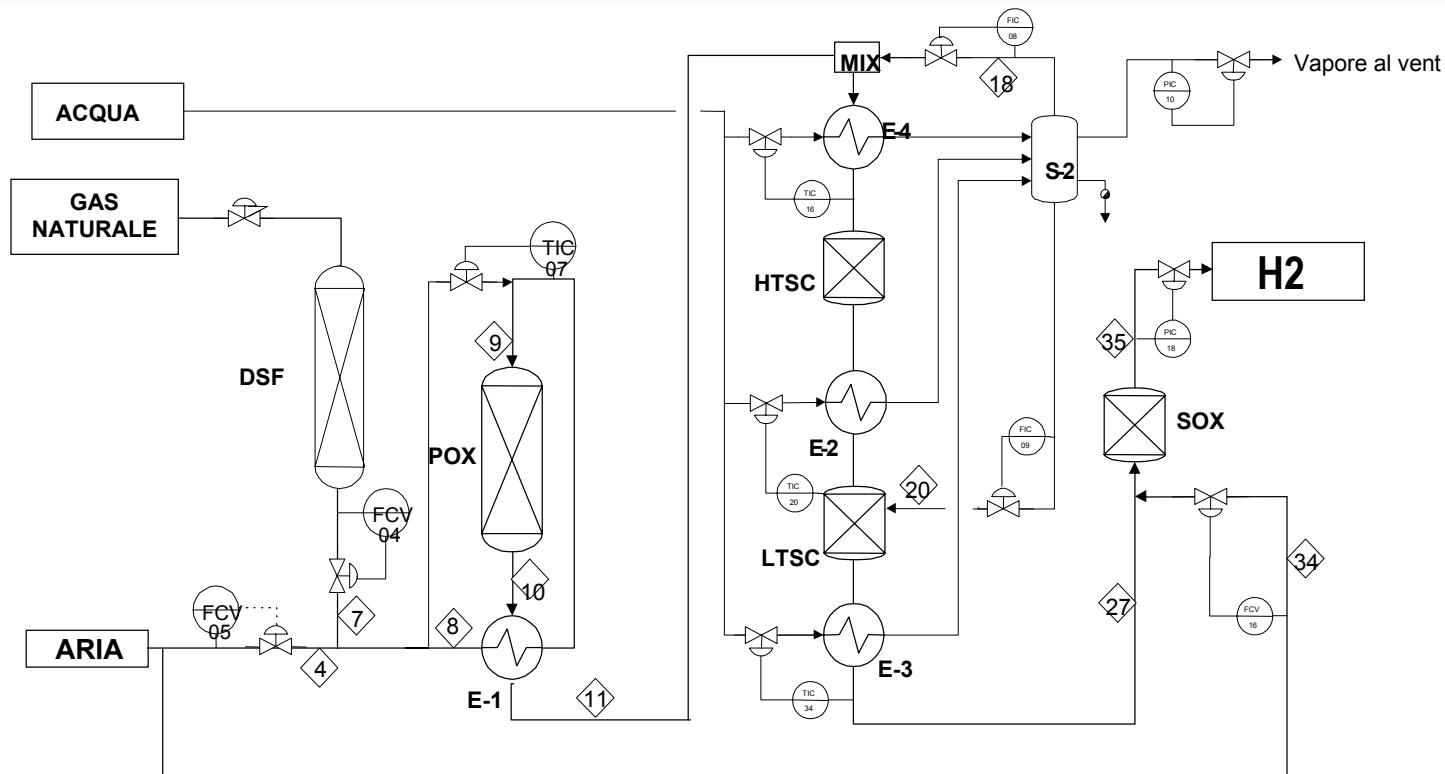 FIC
08
MIX
18
Vapore al vent
PIC
10
ACQUA
E-4
S-2
TIC
16
GAS
NATURALE
TIC
07
HTSC
H2
9
35
PIC
18
DSF
E-2
SOX
POX
FIC
09
TIC
20
20
FCV
04
LTSC
10
34
7
27
FCV
05
8
FCV
16
ARIA
4
E-3
E-1
11
TIC
34